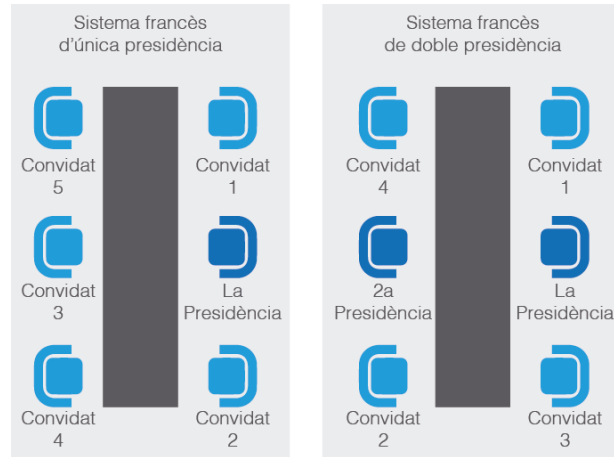 Sistema francès
d'única presidència
Convidat
5
Convidat
1
Convidat
3
La
Presidència
Convidat
4
Convidat
2
Sistema francès
de doble presidència
Convidat
4
Convidat
1
2a
Presidència
La
Presidència
Convidat
2
Convidat
3